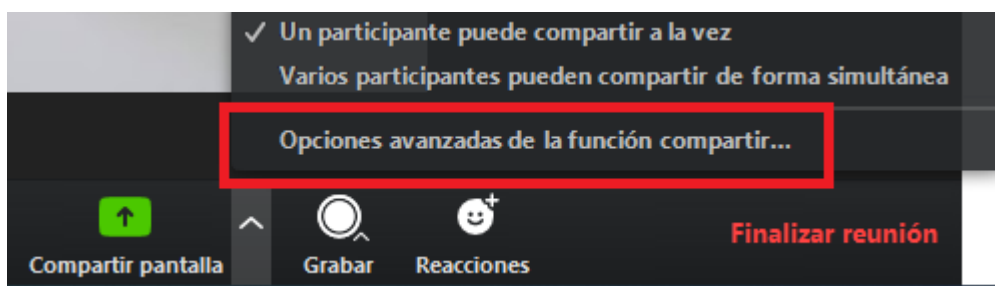 Un participante puede compartir a la vez
Varios participantes pueden compartir de forma simultánea
Opciones avanzadas de la función compartir...
Compartir pantalla
Grabar
Reacciones
Finalizar reunión